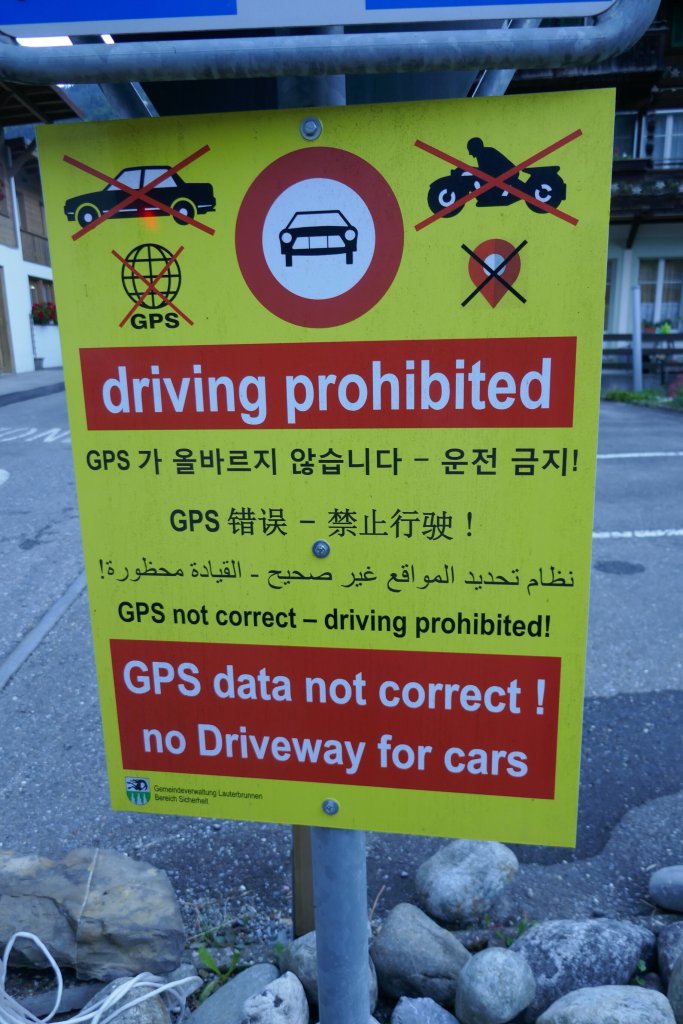 GPS
driving prohibited
GPS 가 올바르지 않습니다 – 운전 금지!
GPS 错误 – 禁止行驶！
نظام تحديد المواقع غير صحيح - القيادة محظورة!
GPS not correct – driving prohibited!
GPS data not correct !
no Driveway for cars
Gemeindeverwaltung Lauterbrunnen
Bereich Sicherheit